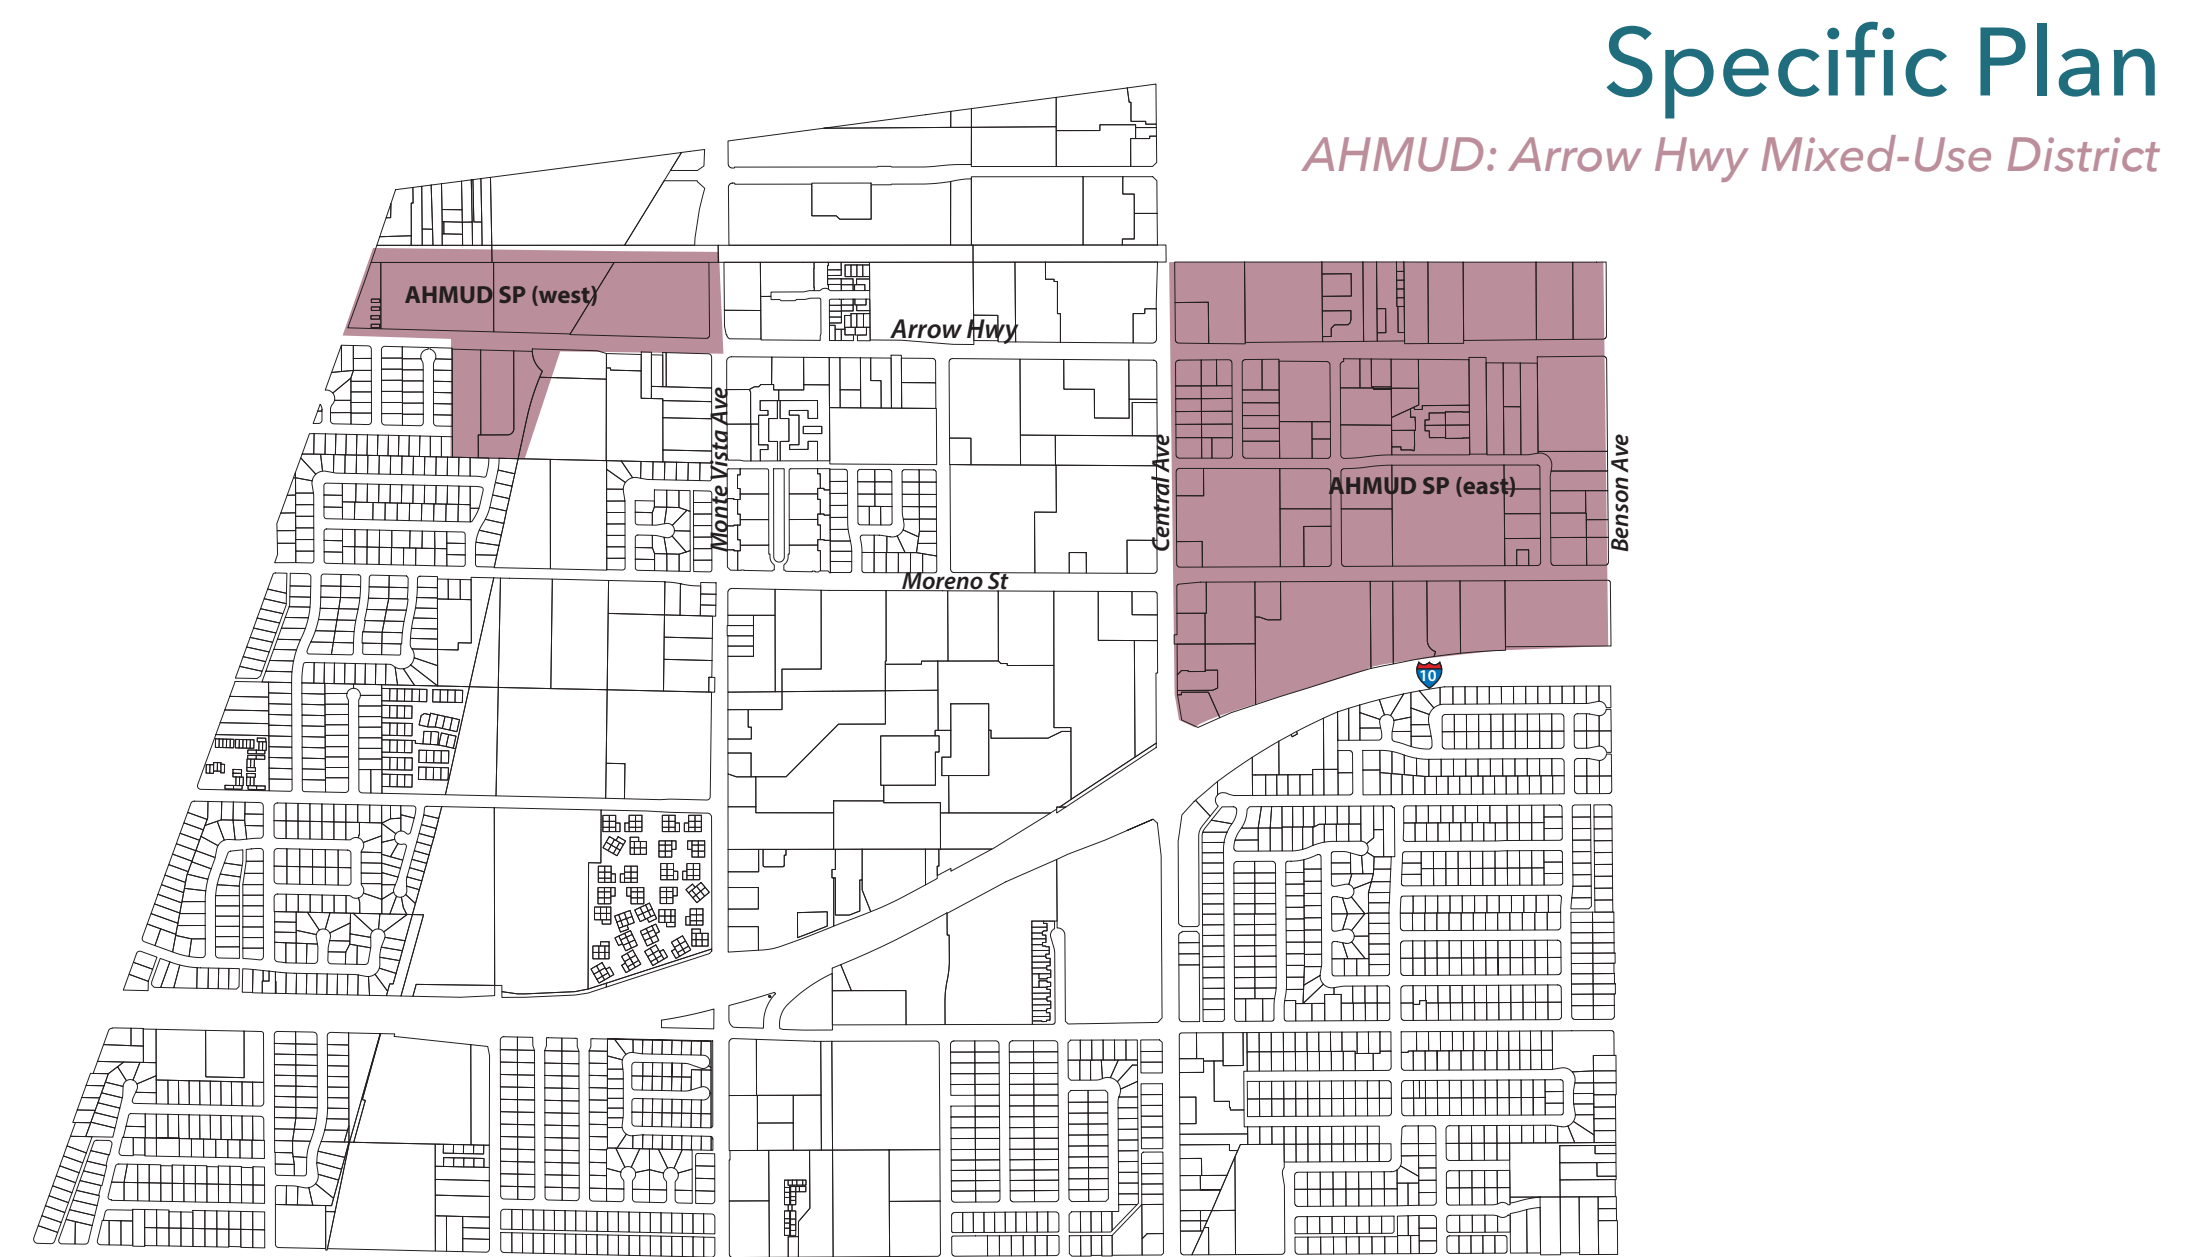 Specific Plan
AHMUD: Arrow Hwy Mixed-Use District
AHMUD SP (west)
Arrow Hwy
Monte Vista Ave
Central Ave
AHMUD SP (east)
Benson Ave
Moreno St
10